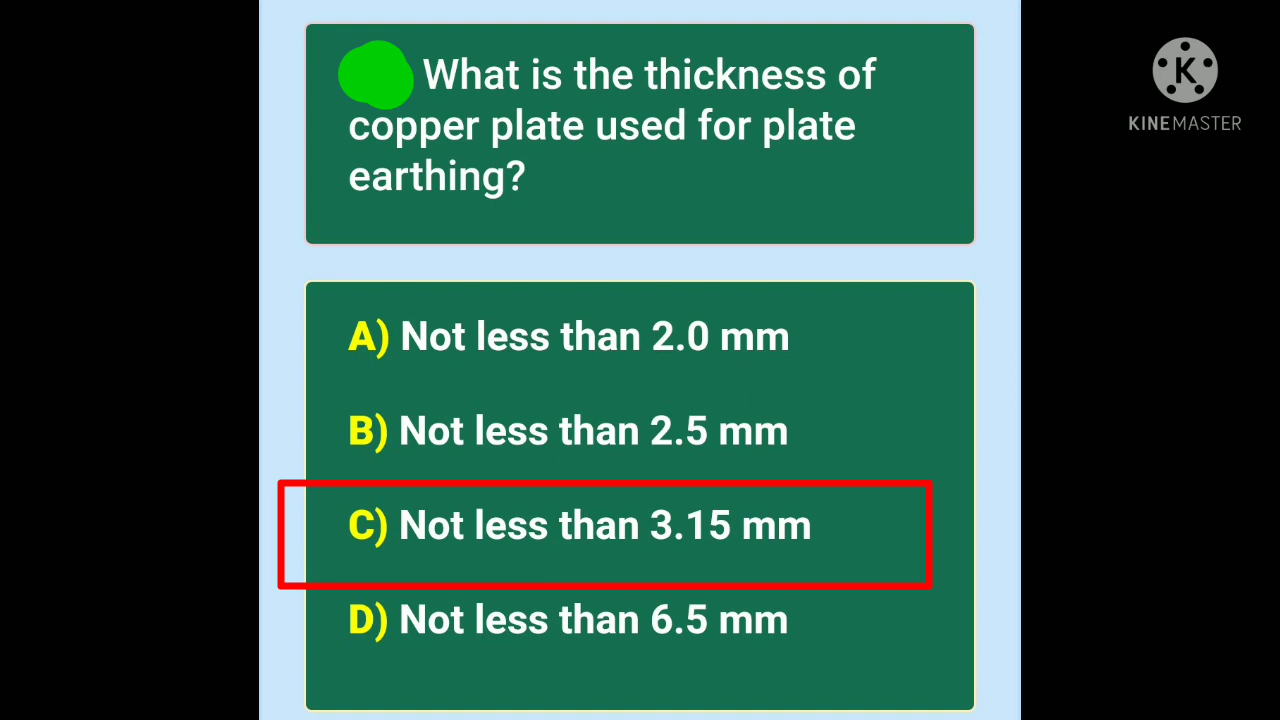 What is the thickness of
copper plate used for plate
earthing?
A) Not less than 2.0 mm
B) Not less than 2.5 mm
C) Not less than 3.15 mm
D) Not less than 6.5 mm
K
KINEMASTER